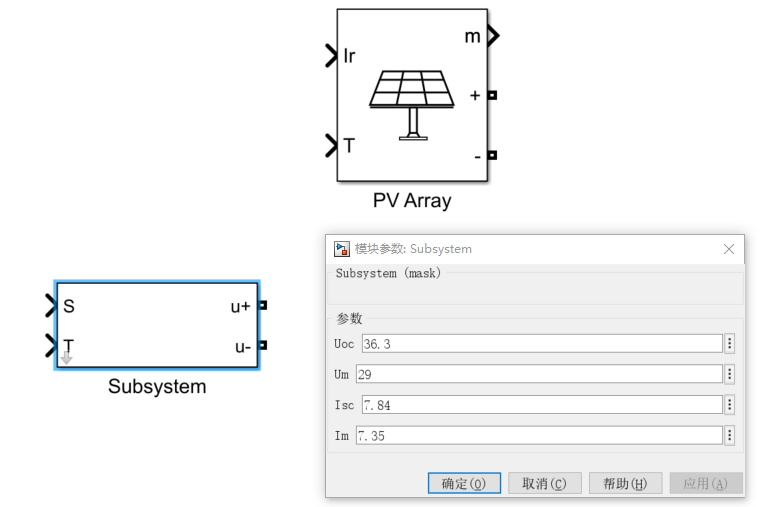 m
Ir
+
T
-
PV Array
模块参数: Subsystem
Subsystem (mask)
参数
Uoc 36.3
Um 29
Isc 7.84
Im 7.35
确定(O) 取消(C) 帮助(H) 应用(A)
S u+
T u-
Subsystem